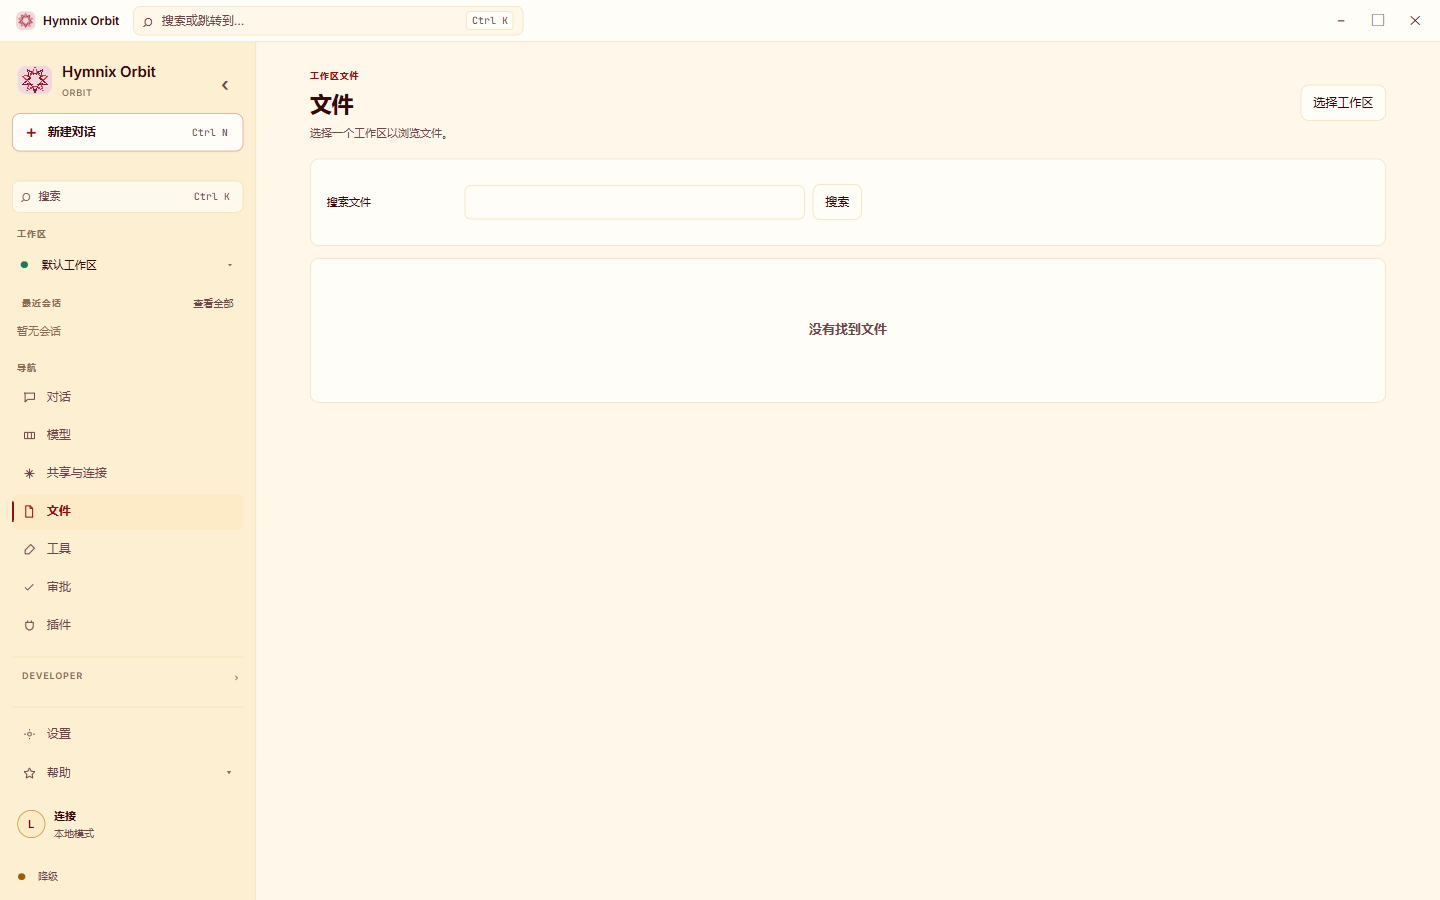 Hymnix Orbit
搜索或跳转到...
Ctrl K
Hymnix Orbit
ORBIT
新建对话
Ctrl N
搜索
Ctrl K
工作区
默认工作区
最近会话
查看全部
暂无会话
导航
对话
模型
共享与连接
文件
工具
审批
插件
DEVELOPER
设置
帮助
L
连接
本地模式
降级
工作区文件
文件
选择一个工作区以浏览文件。
选择工作区
搜索文件
搜索
没有找到文件